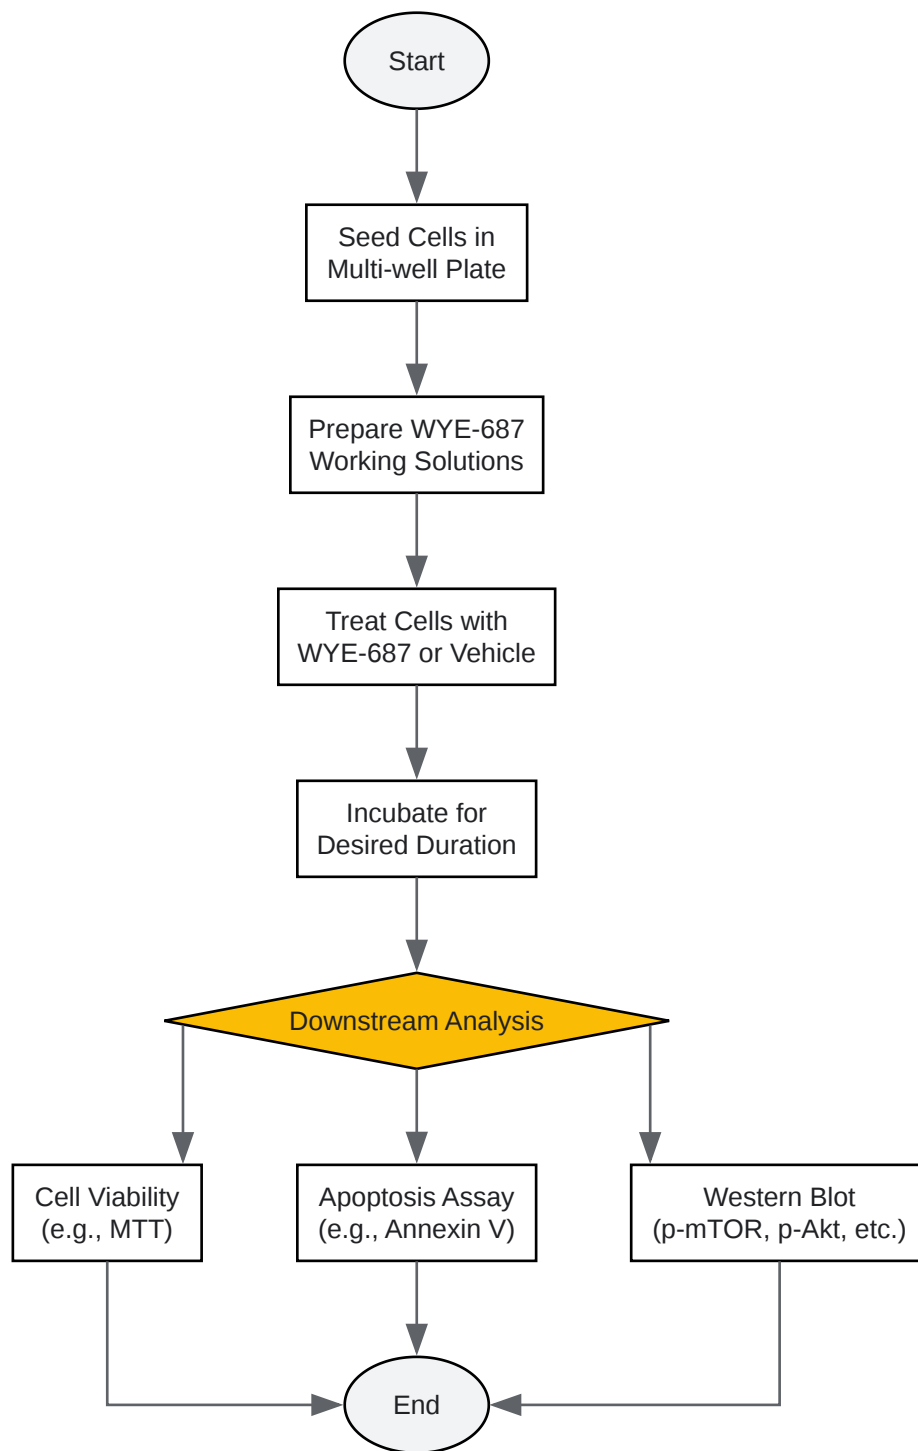 Start
Seed Cells in
Multi-well Plate
Prepare WYE-687
Working Solutions
Treat Cells with
WYE-687 or Vehicle
Incubate for
Desired Duration
Downstream Analysis
Cell Viability
(e.g., MTT)
Apoptosis Assay
(e.g., Annexin V)
Western Blot
(p-mTOR, p-Akt, etc.)
End